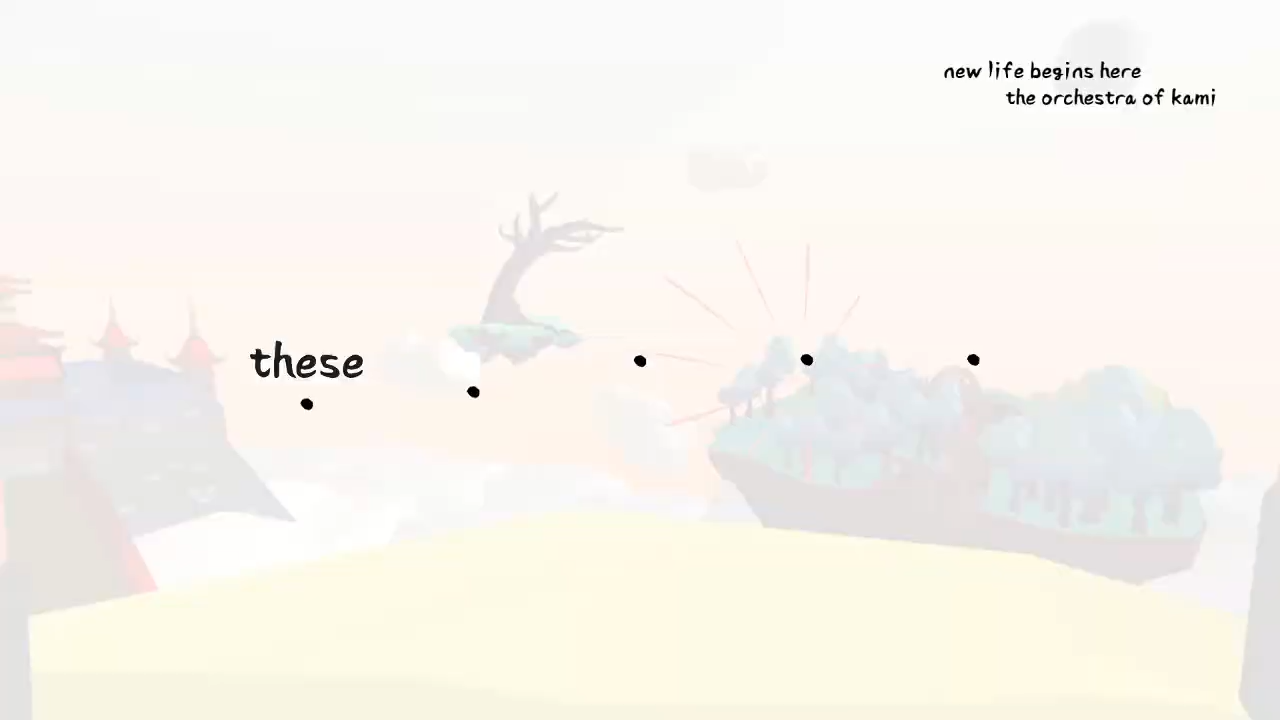 new life begins here
the orchestra of kami
these